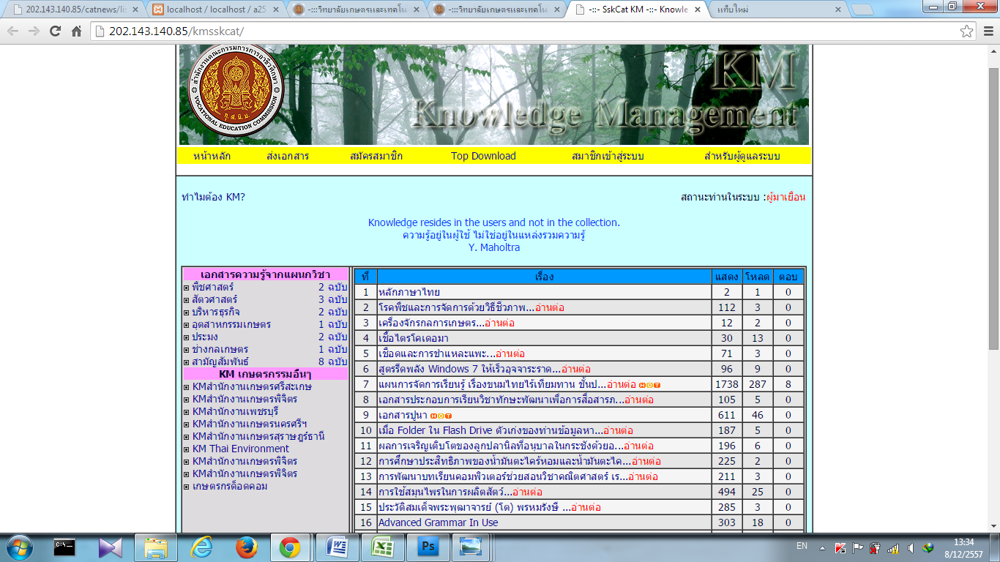 202.143.140.85/catnews/lis
localhost / localhost / a25
-:::วิทยาลัยเกษตรและเทคโน
-:::วิทยาลัยเกษตรและเทคโน
-::- SskCat KM -::- Knowle
แท็บใหม่
202.143.140.85/kmsskcat/
สำนักงานคณะกรรมการการอาชีวศึกษา
VOCATIONAL EDUCATION COMMISSION
KM
Knowledge Management
หน้าหลัก ส่งเอกสาร สมัครสมาชิก Top Download สมาชิกเข้าสู่ระบบ สำหรับผู้ดูแลระบบ
ทำไมต้อง KM? สถานะท่านในระบบ :ผู้มาเยือน
Knowledge resides in the users and not in the collection.
ความรู้อยู่ในผู้ใช้ ไม่ใช่อยู่ในแหล่งรวมความรู้
Y. Maholtra
เอกสารความรู้จากแผนกวิชา
พืชศาสตร์ 2 ฉบับ
สัตวศาสตร์ 3 ฉบับ
บริหารธุรกิจ 2 ฉบับ
อุตสาหกรรมเกษตร 1 ฉบับ
ประมง 2 ฉบับ
ช่างกลเกษตร 1 ฉบับ
สามัญสัมพันธ์ 8 ฉบับ
KM เกษตรกรรมอื่นๆ
KMสำนักงานเกษตรศรีสะเกษ
KMสำนักงานเกษตรพิจิตร
KMสำนักงานเพชรบุรี
KMสำนักงานเกษตรนครศรีฯ
KMสำนักงานเกษตรสุราษฎร์ธานี
KM Thai Environment
KMสำนักงานเกษตรพิจิตร
KMสำนักงานเกษตรพิจิตร
เกษตรกรด็อดคอม
ที่ เรื่อง แสดง โหลด ตอบ
1 หลักภาษาไทย 2 1 0
2 โรคพืชและการจัดการด้วยวิธีชีวภาพ...อ่านต่อ 112 3 0
3 เครื่องจักรกลการเกษตร...อ่านต่อ 12 2 0
4 เชื้อไตรโคเดอมา 30 13 0
5 เชือดและการชำแหละแพะ...อ่านต่อ 71 3 0
6 สูตรรีดพลัง Windows 7 ให้เร็วอุจจาระราด...อ่านต่อ 96 9 0
7 แผนการจัดการเรียนรู้ เรื่องขนมไทยไร้เทียมทาน ชั้นป...อ่านต่อ HOT 1738 287 8
8 เอกสารประกอบการเรียนวิชาทักษะพัฒนาเพื่อการสื่อสารภ...อ่านต่อ 105 5 0
9 เอกสารปูนา HOT 611 46 0
10 เมื่อ Folder ใน Flash Drive ตัวเก่งของท่านข้อมูลหา...อ่านต่อ 187 5 0
11 ผลการเจริญเติบโตของลูกปลานิลที่อนุบาลในกระชังด้วยอ...อ่านต่อ 196 6 0
12 การศึกษาประสิทธิภาพของน้ำมันตะไคร้หอมและน้ำมันตะไค...อ่านต่อ 225 2 0
13 การพัฒนาบทเรียนคอมพิวเตอร์ช่วยสอนวิชาคณิตศาสตร์ เร...อ่านต่อ 211 3 0
14 การใช้สมุนไพรในการผลิตสัตว์...อ่านต่อ 494 25 0
15 ประวัติสมเด็จพระพุฒาจารย์ (โต) พรหมรังษี ...อ่านต่อ 285 3 0
16 Advanced Grammar In Use 303 18 0
C:\
W
X
Ps
EN
13:34
8/12/2557